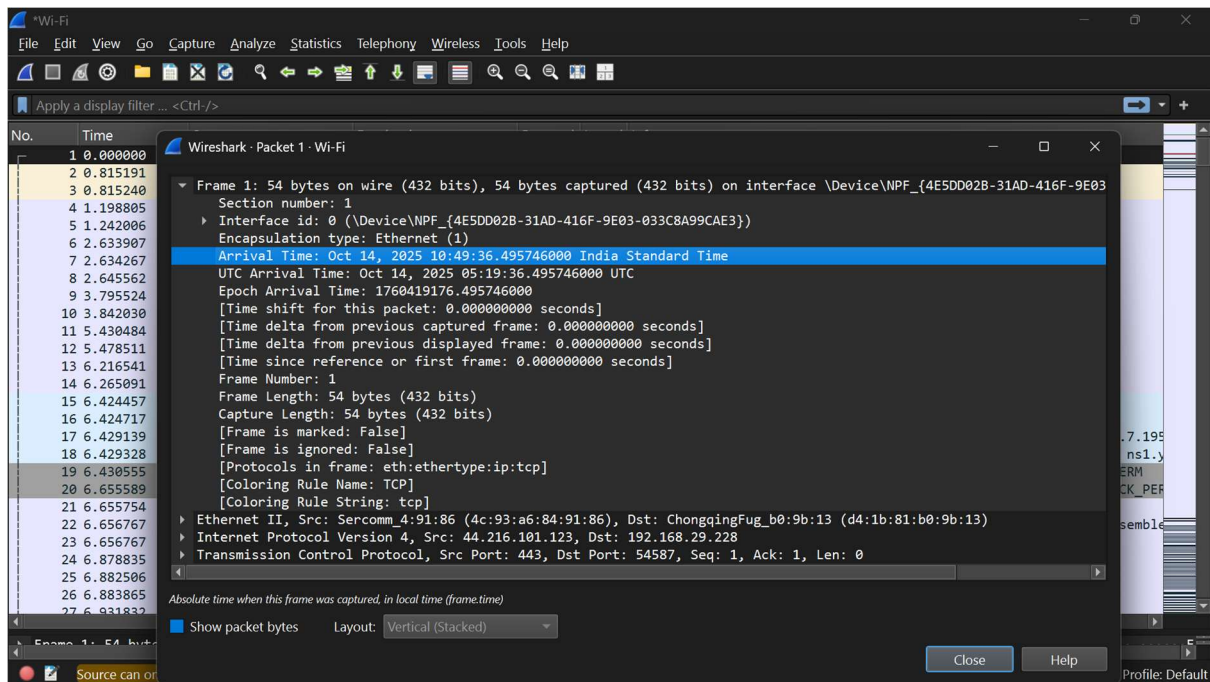 *Wi-Fi
File Edit View Go Capture Analyze Statistics Telephony Wireless Tools Help
Apply a display filter ... <Ctrl-/>
No. Time
1 0.000000
2 0.815191
3 0.815240
4 1.198805
5 1.242006
6 2.633907
7 2.634267
8 2.645562
9 3.795524
10 3.842030
11 5.430484
12 5.478511
13 6.216541
14 6.265091
15 6.424457
16 6.424717
17 6.429139
18 6.429328
19 6.430555
20 6.655589
21 6.655754
22 6.656767
23 6.656767
24 6.878835
25 6.882506
26 6.883865
27 6.931832
Wireshark · Packet 1 · Wi-Fi
Frame 1: 54 bytes on wire (432 bits), 54 bytes captured (432 bits) on interface \Device\NPF_{4E5DD02B-31AD-416F-9E03
Section number: 1
Interface id: 0 (\Device\NPF_{4E5DD02B-31AD-416F-9E03-033C8A99CAE3})
Encapsulation type: Ethernet (1)
Arrival Time: Oct 14, 2025 10:49:36.495746000 India Standard Time
UTC Arrival Time: Oct 14, 2025 05:19:36.495746000 UTC
Epoch Arrival Time: 1760419176.495746000
[Time shift for this packet: 0.000000000 seconds]
[Time delta from previous captured frame: 0.000000000 seconds]
[Time delta from previous displayed frame: 0.000000000 seconds]
[Time since reference or first frame: 0.000000000 seconds]
Frame Number: 1
Frame Length: 54 bytes (432 bits)
Capture Length: 54 bytes (432 bits)
[Frame is marked: False]
[Frame is ignored: False]
[Protocols in frame: eth:ethertype:ip:tcp]
[Coloring Rule Name: TCP]
[Coloring Rule String: tcp]
Ethernet II, Src: Sercomm_4:91:86 (4c:93:a6:84:91:86), Dst: ChongqingFug_b0:9b:13 (d4:1b:81:b0:9b:13)
Internet Protocol Version 4, Src: 44.216.101.123, Dst: 192.168.29.228
Transmission Control Protocol, Src Port: 443, Dst Port: 54587, Seq: 1, Ack: 1, Len: 0
Absolute time when this frame was captured, in local time (frame.time)
Show packet bytes Layout: Vertical (Stacked)
Close Help
.7.195
ns1.y
ERM
CK_PER
semble
Source can or
Profile: Default